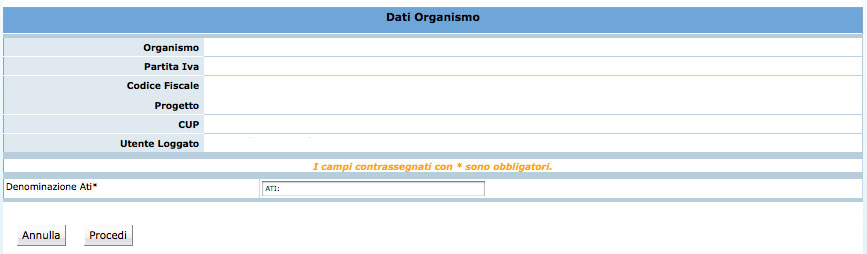 Dati Organismo
Organismo
Partita Iva
Codice Fiscale
Progetto
CUP
Utente Loggato
I campi contrassegnati con * sono obbligatori.
Denominazione Ati* ATI:
Annulla Procedi